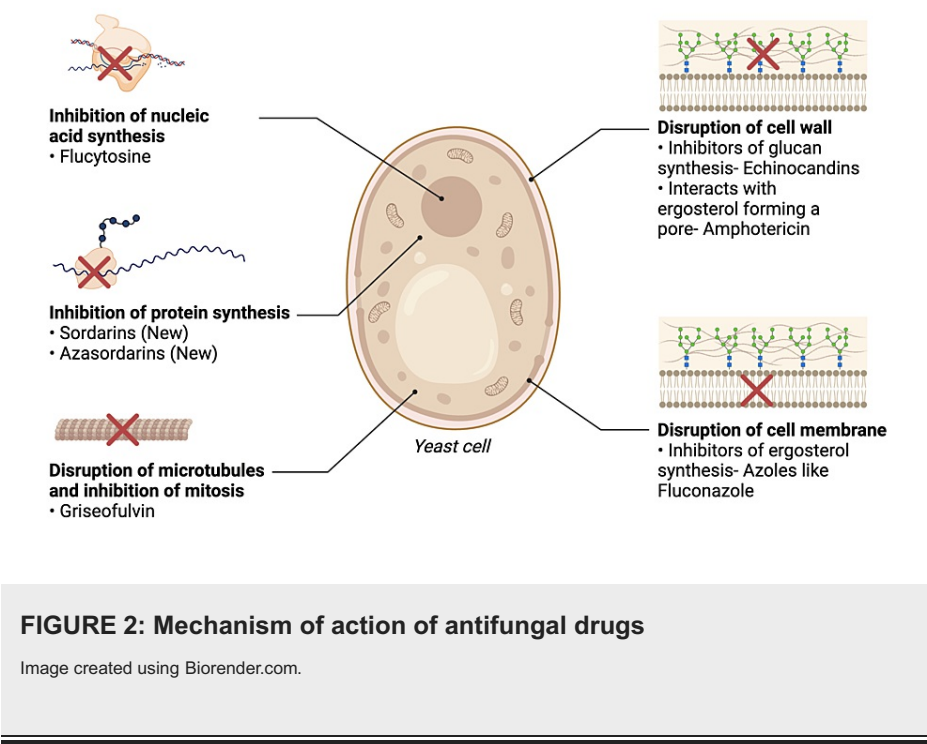 Inhibition of nucleic
acid synthesis
• Flucytosine
Inhibition of protein synthesis
• Sordarins (New)
• Azasordarins (New)
Disruption of microtubules
and inhibition of mitosis
• Griseofulvin
Yeast cell
Disruption of cell wall
• Inhibitors of glucan
synthesis- Echinocandins
• Interacts with
ergosterol forming a
pore- Amphotericin
Disruption of cell membrane
• Inhibitors of ergosterol
synthesis- Azoles like
Fluconazole
FIGURE 2: Mechanism of action of antifungal drugs
Image created using Biorender.com.